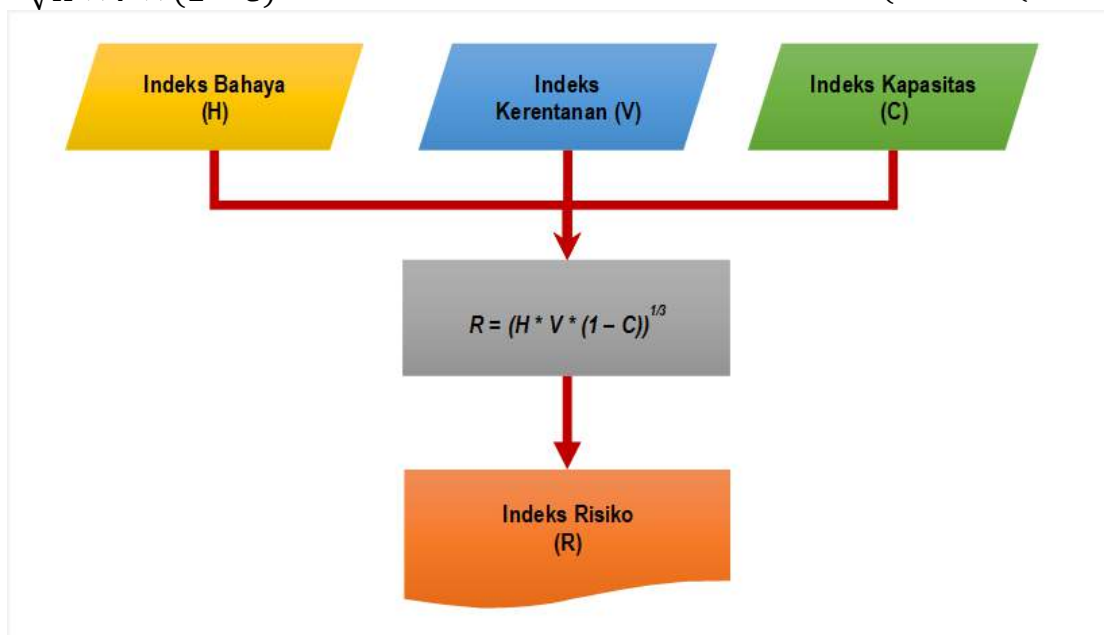 Indeks Bahaya
(H)
Indeks
Kerentanan (V)
Indeks Kapasitas
(C)
R = (H * V * (1 – C))^1/3
Indeks Risiko
(R)